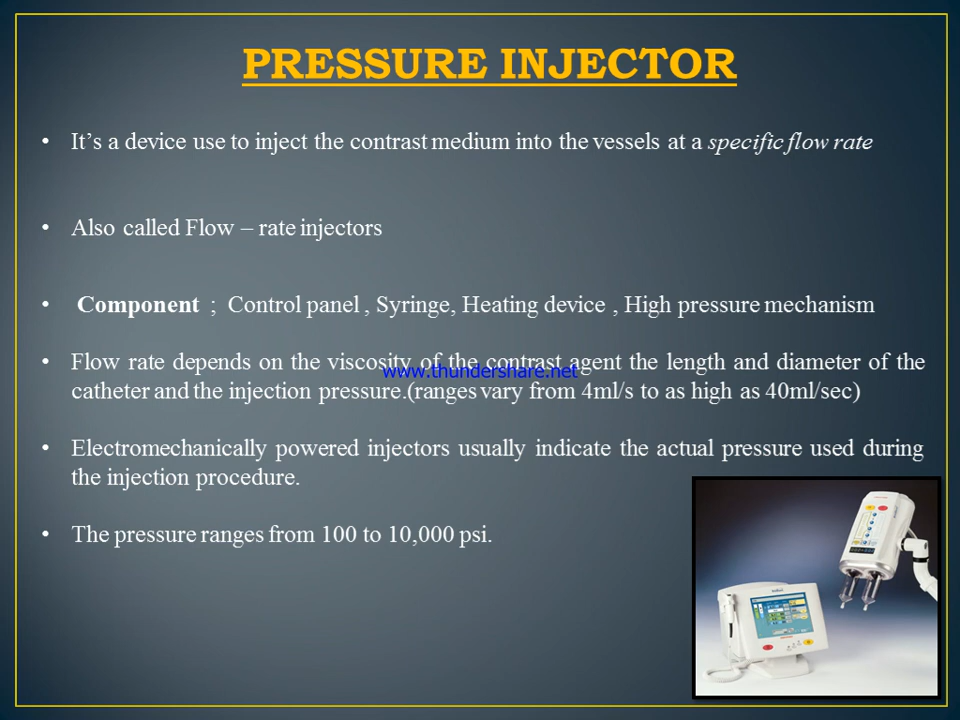 PRESSURE INJECTOR
• It’s a device use to inject the contrast medium into the vessels at a specific flow rate
• Also called Flow – rate injectors
• Component ; Control panel , Syringe, Heating device , High pressure mechanism
• Flow rate depends on the viscosity of the contrast agent the length and diameter of the
catheter and the injection pressure.(ranges vary from 4ml/s to as high as 40ml/sec)
www.thundershare.net
• Electromechanically powered injectors usually indicate the actual pressure used during
the injection procedure.
• The pressure ranges from 100 to 10,000 psi.